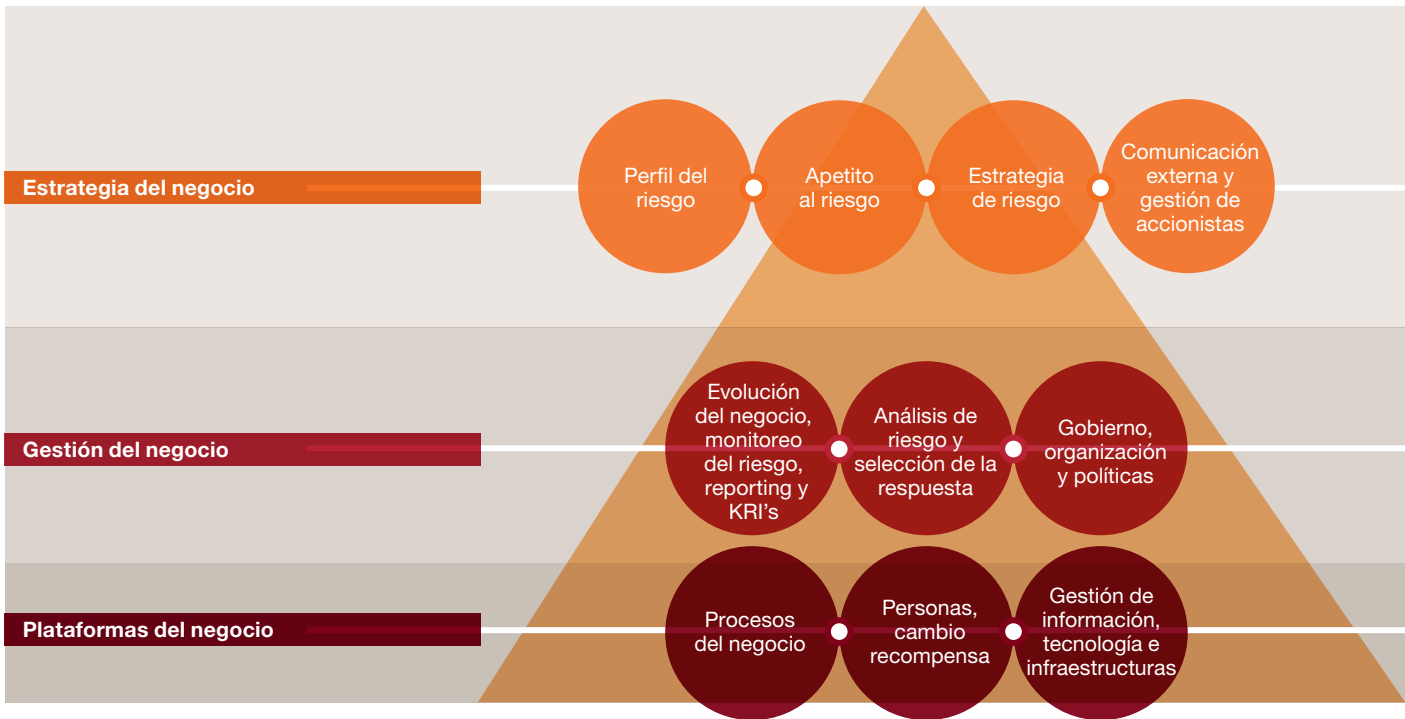 Estrategia del negocio
Perfil del
riesgo
Apetito
al riesgo
Estrategia
de riesgo
Comunicación
externa y
gestión de
accionistas
Gestión del negocio
Evolución
del negocio,
monitoreo
del riesgo,
reporting y
KRI's
Análisis de
riesgo y
selección de la
respuesta
Gobierno,
organización
y políticas
Plataformas del negocio
Procesos
del negocio
Personas,
cambio
recompensa
Gestión de
información,
tecnología e
infraestructuras